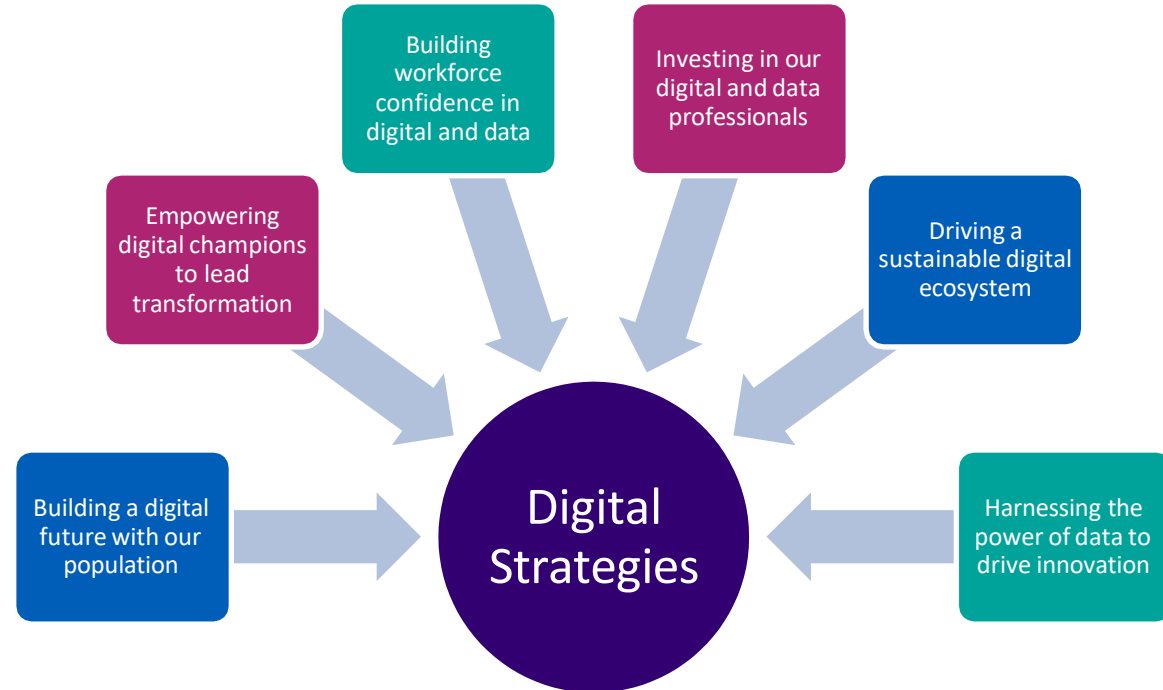 Building
workforce
confidence in
digital and data
Investing in our
digital and data
professionals
Empowering
digital champions
to lead
transformation
Driving a
sustainable digital
ecosystem
Building a digital
future with our
population
Digital
Strategies
Harnessing the
power of data to
drive innovation